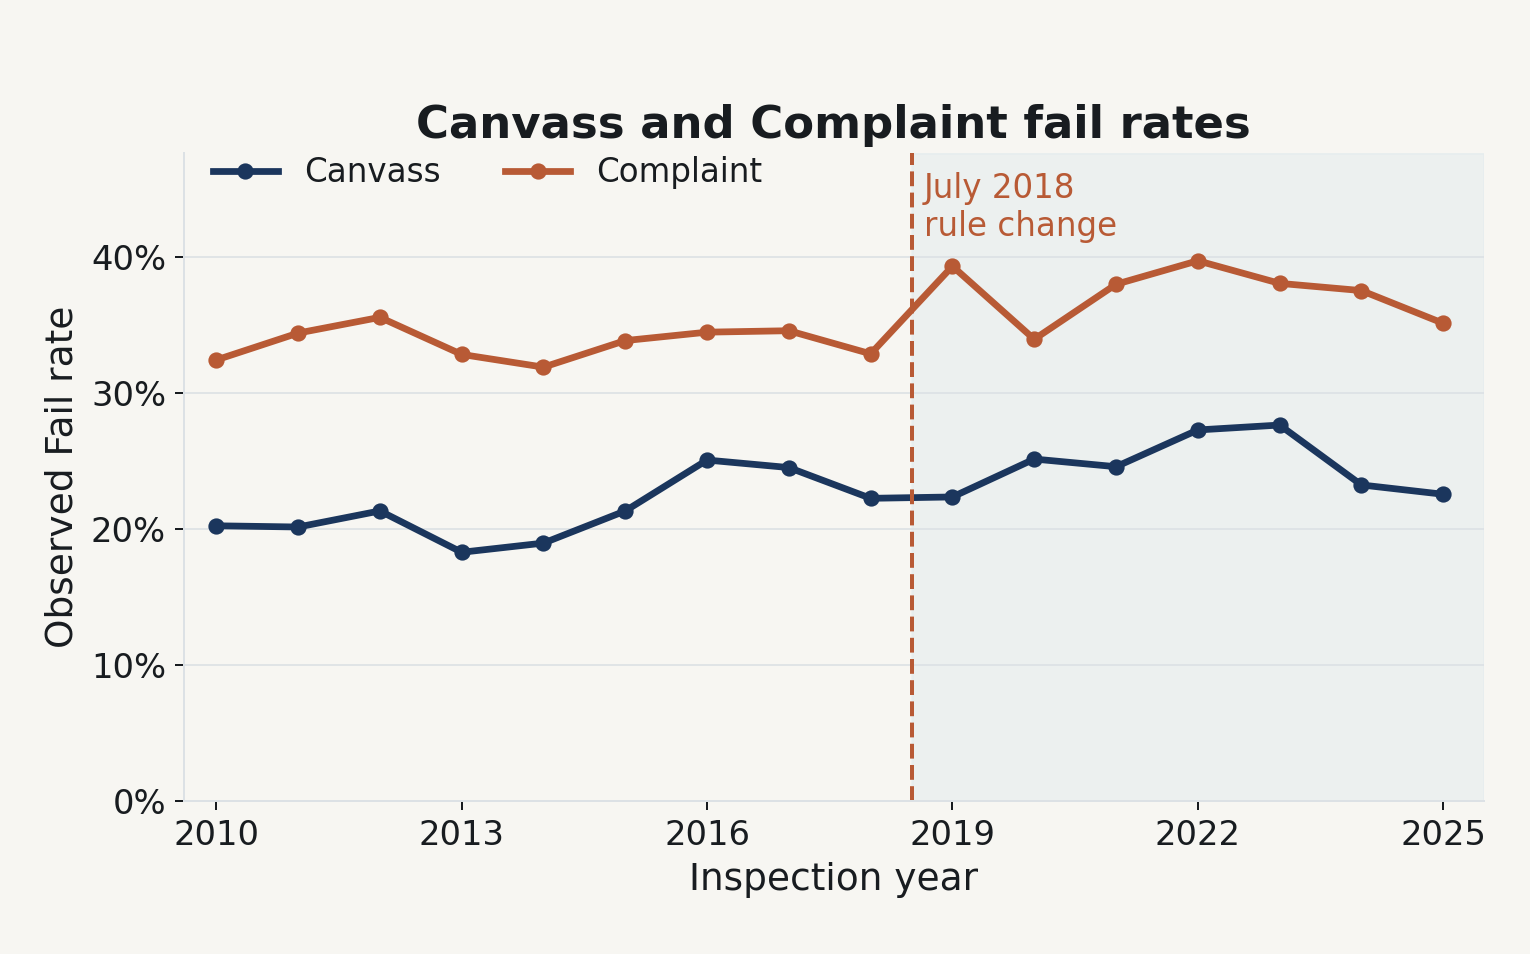 Canvass and Complaint fail rates
Canvass
Complaint
July 2018
rule change
40%
30%
20%
10%
0%
Observed Fail rate
2010
2013
2016
2019
2022
2025
Inspection year